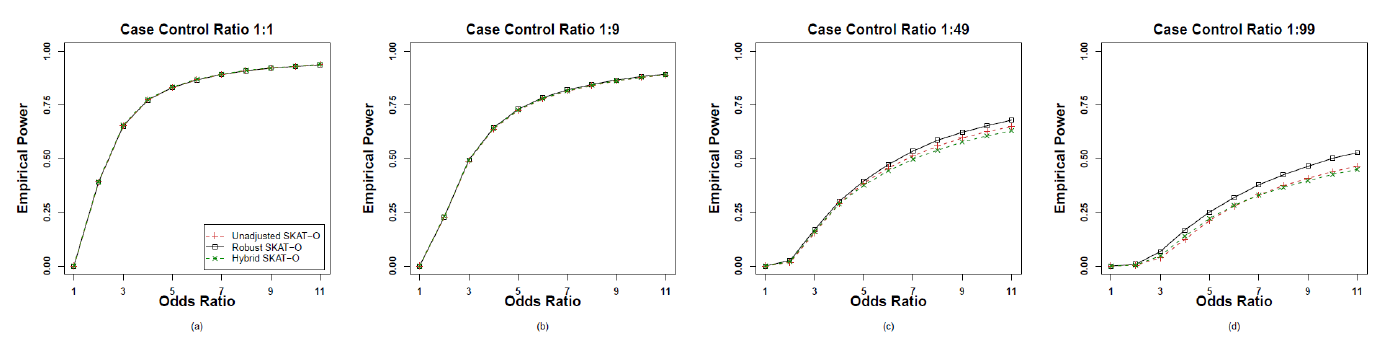 Case Control Ratio 1:1
Empirical Power
1.00
0.75
0.50
0.25
0.00
Unadjusted SKAT−O
Robust SKAT−O
Hybrid SKAT−O
1 3 5 7 9 11
Odds Ratio
(a)
Case Control Ratio 1:9
Empirical Power
1.00
0.75
0.50
0.25
0.00
1 3 5 7 9 11
Odds Ratio
(b)
Case Control Ratio 1:49
Empirical Power
1.00
0.75
0.50
0.25
0.00
1 3 5 7 9 11
Odds Ratio
(c)
Case Control Ratio 1:99
Empirical Power
1.00
0.75
0.50
0.25
0.00
1 3 5 7 9 11
Odds Ratio
(d)